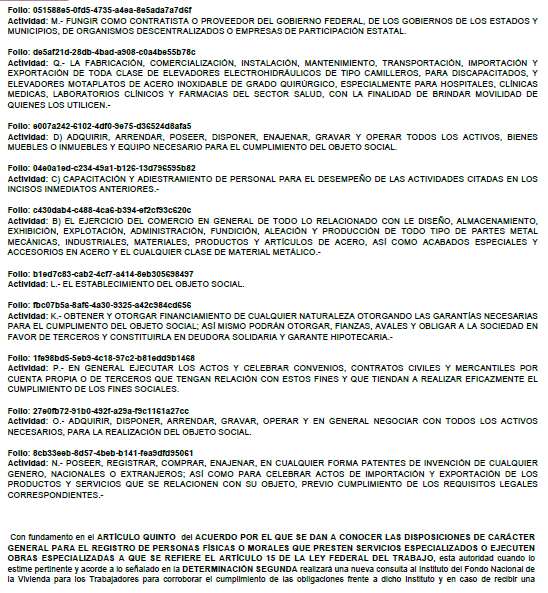 Folio: 051588e5-0fd5-4735-a4ea-8e5ada7a7d6f
Actividad: M.- FUNGIR COMO CONTRATISTA O PROVEEDOR DEL GOBIERNO FEDERAL, DE LOS GOBIERNOS DE LOS ESTADOS Y
MUNICIPIOS, DE ORGANISMOS DESCENTRALIZADOS O EMPRESAS DE PARTICIPACIÓN ESTATAL.
Folio: de5af21d-28db-4bad-a908-c0a4be55b78c
Actividad: Q.- LA FABRICACIÓN, COMERCIALIZACIÓN, INSTALACIÓN, MANTENIMIENTO, TRANSPORTACIÓN, IMPORTACIÓN Y
EXPORTACIÓN DE TODA CLASE DE ELEVADORES ELECTROHIDRÁULICOS DE TIPO CAMILLEROS, PARA DISCAPACITADOS, Y
ELEVADORES MOTAPLATOS DE ACERO INOXIDABLE DE GRADO QUIRÚRGICO, ESPECIALMENTE PARA HOSPITALES, CLÍNICAS
MEDICAS, LABORATORIOS CLÍNICOS Y FARMACIAS DEL SECTOR SALUD, CON LA FINALIDAD DE BRINDAR MOVILIDAD DE
QUIENES LOS UTILICEN.-
Folio: e007a242-6102-4df0-9e75-d36524d8afa5
Actividad: D) ADQUIRIR, ARRENDAR, POSEER, DISPONER, ENAJENAR, GRAVAR Y OPERAR TODOS LOS ACTIVOS, BIENES
MUEBLES O INMUEBLES Y EQUIPO NECESARIO PARA EL CUMPLIMIENTO DEL OBJETO SOCIAL.
Folio: 04e0a1ed-c234-49a1-b126-13d796595b82
Actividad: C) CAPACITACIÓN Y ADIESTRAMIENTO DE PERSONAL PARA EL DESEMPEÑO DE LAS ACTIVIDADES CITADAS EN LOS
INCISOS INMEDIATOS ANTERIORES.-
Folio: c430dab4-c488-4ca6-b394-ef2cf93c620c
Actividad: B) EL EJERCICIO DEL COMERCIO EN GENERAL DE TODO LO RELACIONADO CON LE DISEÑO, ALMACENAMIENTO,
EXHIBICIÓN, EXPLOTACIÓN, ADMINISTRACIÓN, FUNDICIÓN, ALEACIÓN Y PRODUCCIÓN DE TODO TIPO DE PARTES METAL
MECÁNICAS, INDUSTRIALES, MATERIALES, PRODUCTOS Y ARTÍCULOS DE ACERO, ASÍ COMO ACABADOS ESPECIALES Y
ACCESORIOS EN ACERO Y EL CUALQUIER CLASE DE MATERIAL METÁLICO.-
Folio: b1ed7c83-cab2-4cf7-a414-8eb305698497
Actividad: L.- EL ESTABLECIMIENTO DEL OBJETO SOCIAL.
Folio: fbc07b5a-8af6-4a30-9325-a42c984cd656
Actividad: K.- OBTENER Y OTORGAR FINANCIAMIENTO DE CUALQUIER NATURALEZA OTORGANDO LAS GARANTÍAS NECESARIAS
PARA EL CUMPLIMENTO DEL OBJETO SOCIAL; ASÍ MISMO PODRÁN OTORGAR, FIANZAS, AVALES Y OBLIGAR A LA SOCIEDAD EN
FAVOR DE TERCEROS Y CONSTITUIRLA EN DEUDORA SOLIDARIA Y GARANTE HIPOTECARIA.-
Folio: 1fe98bd5-5eb9-4c18-97c2-b81edd9b1468
Actividad: P.- EN GENERAL EJECUTAR LOS ACTOS Y CELEBRAR CONVENIOS, CONTRATOS CIVILES Y MERCANTILES POR
CUENTA PROPIA O DE TERCEROS QUE TENGAN RELACIÓN CON ESTOS FINES Y QUE TIENDAN A REALIZAR EFICAZMENTE EL
CUMPLIMIENTO DE LOS FINES SOCIALES.
Folio: 27e0fb72-91b0-492f-a29a-f9c1161a27cc
Actividad: O.- ADQUIRIR, DISPONER, ARRENDAR, GRAVAR, OPERAR Y EN GENERAL NEGOCIAR CON TODOS LOS ACTIVOS
NECESARIOS, PARA LA REALIZACIÓN DEL OBJETO SOCIAL.
Folio: 8cb33eeb-8d57-4beb-b141-fea9dfd95061
Actividad: N.- POSEER, REGISTRAR, COMPRAR, ENAJENAR, EN CUALQUIER FORMA PATENTES DE INVENCIÓN DE CUALQUIER
GENERO, NACIONALES O EXTRANJEROS; ASÍ COMO PARA CELEBRAR ACTOS DE IMPORTACIÓN Y EXPORTACIÓN DE LOS
PRODUCTOS Y SERVICIOS QUE SE RELACIONEN CON SU OBJETO, PREVIO CUMPLIMIENTO DE LOS REQUISITOS LEGALES
CORRESPONDIENTES.-
Con fundamento en el ARTÍCULO QUINTO del ACUERDO POR EL QUE SE DAN A CONOCER LAS DISPOSICIONES DE CARÁCTER
GENERAL PARA EL REGISTRO DE PERSONAS FÍSICAS O MORALES QUE PRESTEN SERVICIOS ESPECIALIZADOS O EJECUTEN
OBRAS ESPECIALIZADAS A QUE SE REFIERE EL ARTÍCULO 15 DE LA LEY FEDERAL DEL TRABAJO, esta autoridad cuando lo
estime pertinente y acorde a lo señalado en la DETERMINACIÓN SEGUNDA realizará una nueva consulta al Instituto del Fondo Nacional de
la Vivienda para los Trabajadores para corroborar el cumplimiento de las obligaciones frente a dicho Instituto y en caso de recibir una